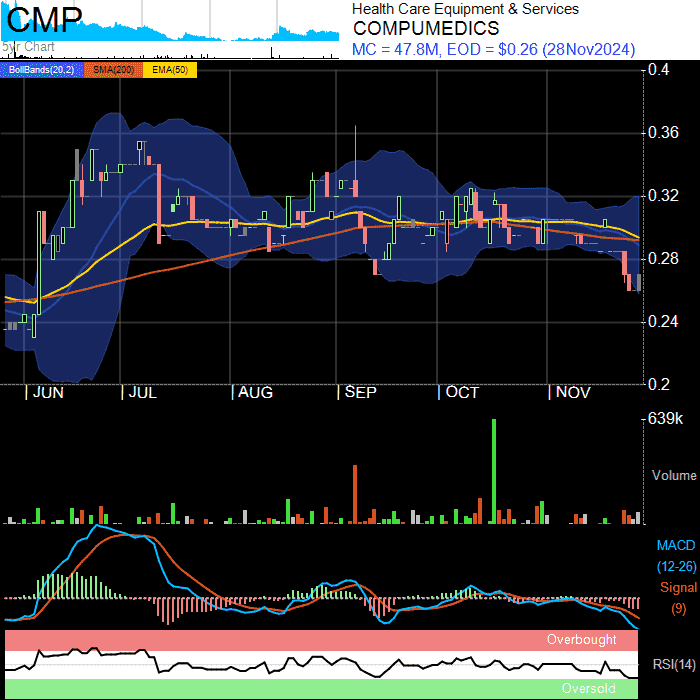 CMP
5yr Chart
Health Care Equipment & Services
COMPUMEDICS
MC = 47.8M, EOD = $0.26 (28Nov2024)
BollBands(20,2) SMA(200) EMA(50)
0.4
0.36
0.32
0.28
0.24
0.2
JUN JUL AUG SEP OCT NOV
639k
Volume
MACD
(12-26)
Signal
(9)
Overbought
RSI(14)
Oversold